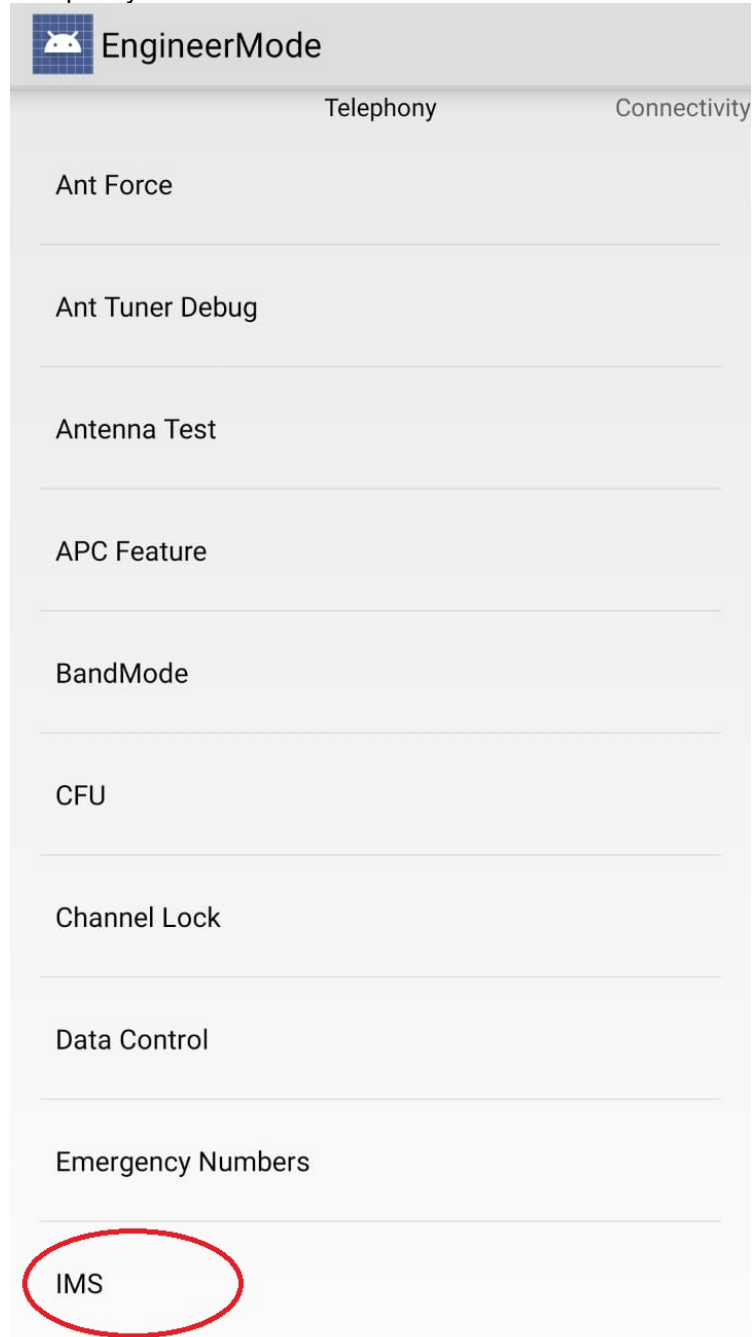 EngineerMode
Telephony Connectivity
Ant Force
Ant Tuner Debug
Antenna Test
APC Feature
BandMode
CFU
Channel Lock
Data Control
Emergency Numbers
IMS